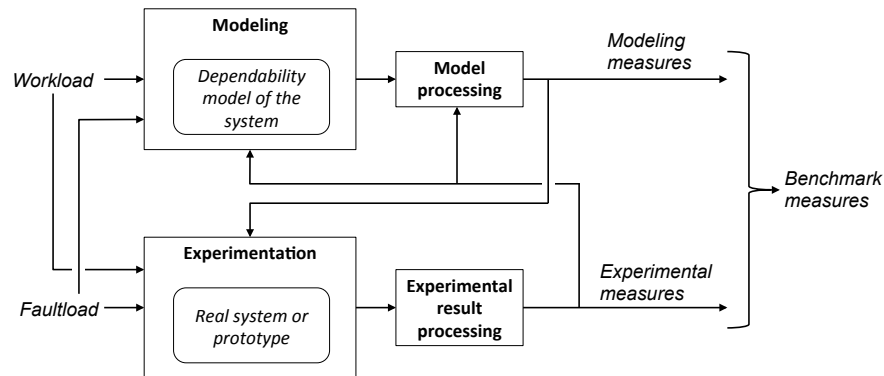 Modeling
Dependability
model of the
system
Model
processing
Modeling
measures
Workload
Benchmark
measures
Experimentation
Real system or
prototype
Experimental
result
processing
Experimental
measures
Faultload